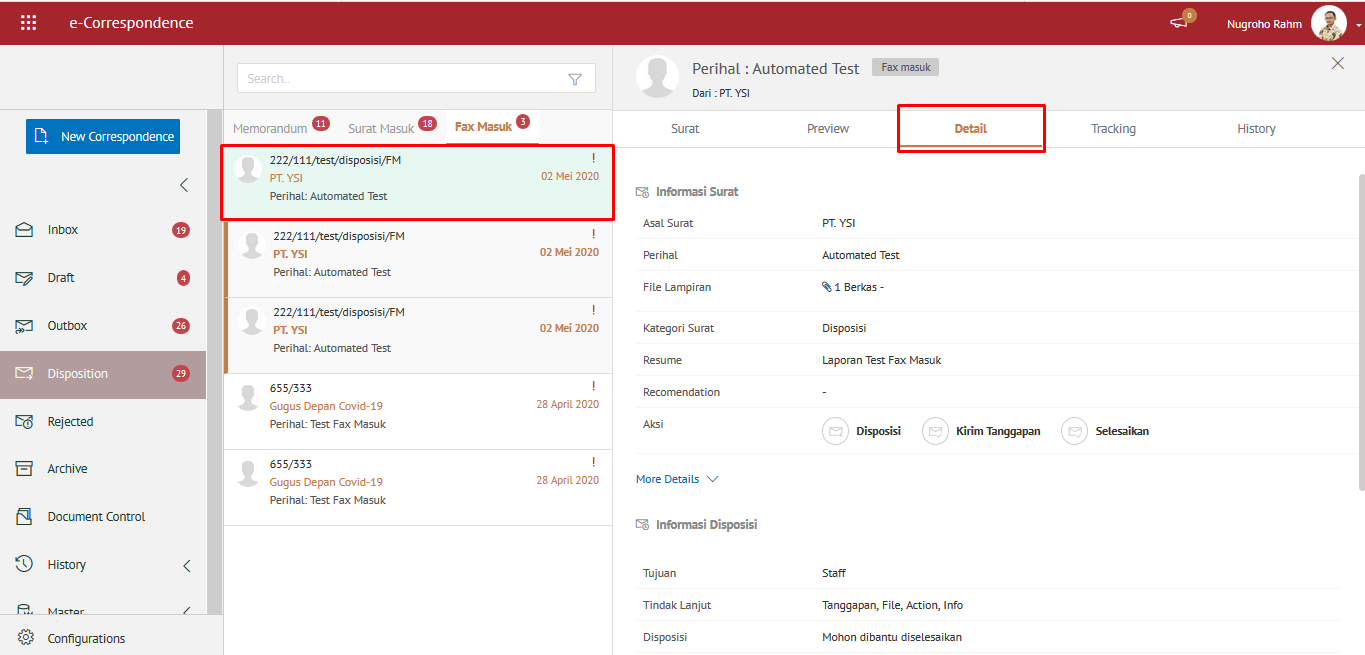 e-Correspondence
0
Nugroho Rahm
New Correspondence
Inbox 19
Draft 4
Outbox 26
Disposition 29
Rejected
Archive
Document Control
History
Master
Configurations
Search..
Memorandum 11 Surat Masuk 18 Fax Masuk 3
222/111/test/disposisi/FM !
PT. YSI 02 Mei 2020
Perihal: Automated Test
222/111/test/disposisi/FM !
PT. YSI 02 Mei 2020
Perihal: Automated Test
222/111/test/disposisi/FM !
PT. YSI 02 Mei 2020
Perihal: Automated Test
655/333 !
Gugus Depan Covid-19 28 April 2020
Perihal: Test Fax Masuk
655/333 !
Gugus Depan Covid-19 28 April 2020
Perihal: Test Fax Masuk
Perihal : Automated Test Fax masuk
Dari : PT. YSI
Surat Preview Detail Tracking History
Informasi Surat
Asal Surat PT. YSI
Perihal Automated Test
File Lampiran 1 Berkas -
Kategori Surat Disposisi
Resume Laporan Test Fax Masuk
Recomendation -
Aksi Disposisi Kirim Tanggapan Selesaikan
More Details
Informasi Disposisi
Tujuan Staff
Tindak Lanjut Tanggapan, File, Action, Info
Disposisi Mohon dibantu diselesaikan